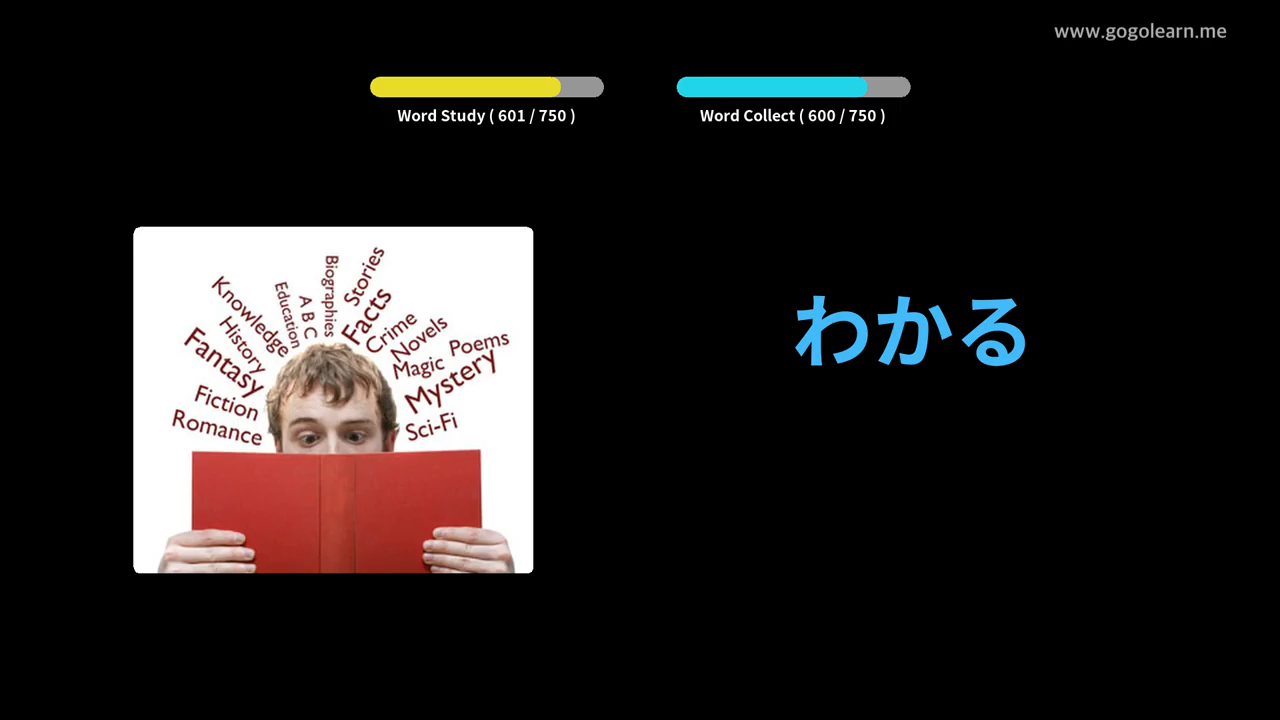 www.gogolearn.me
Word Study ( 601 / 750 )
Word Collect ( 600 / 750 )
Romance
Fiction
Fantasy
History
Knowledge
Education
A B C
Biographies
Stories
Facts
Crime
Novels
Magic
Poems
Mystery
Sci-Fi
わかる